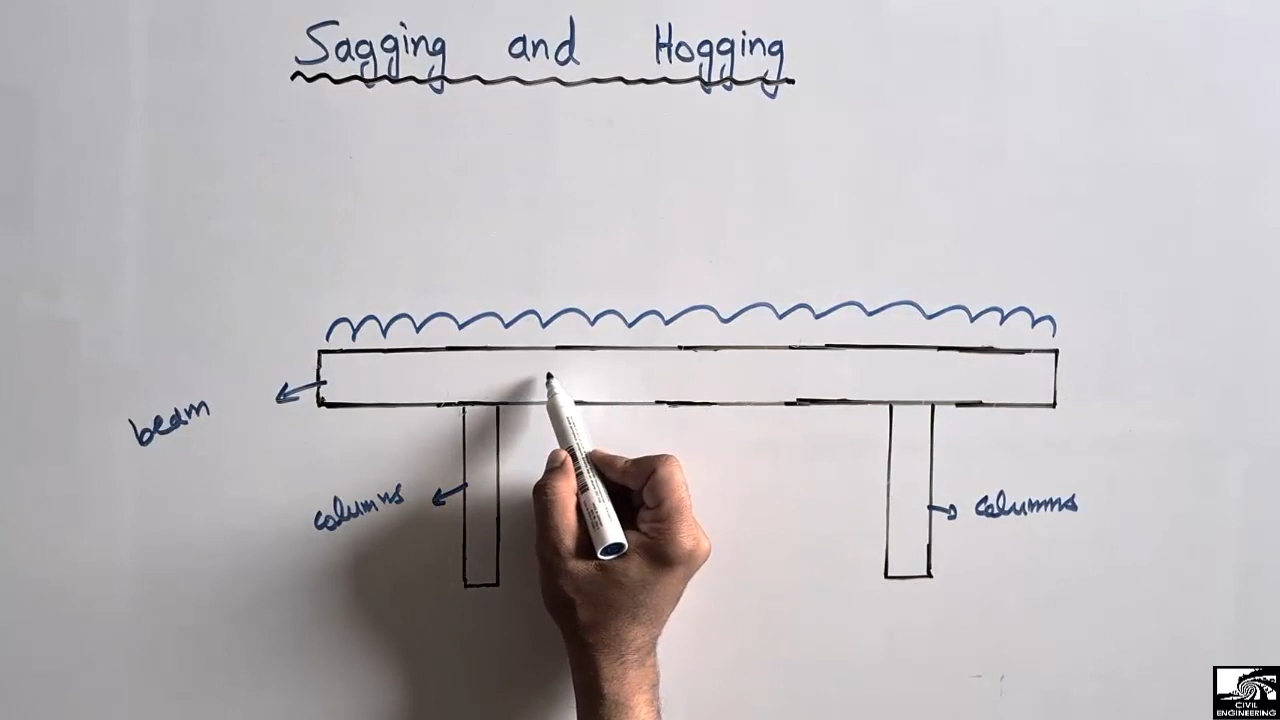 Sagging and Hogging
beam
columns
columns
CIVIL
ENGINEERING